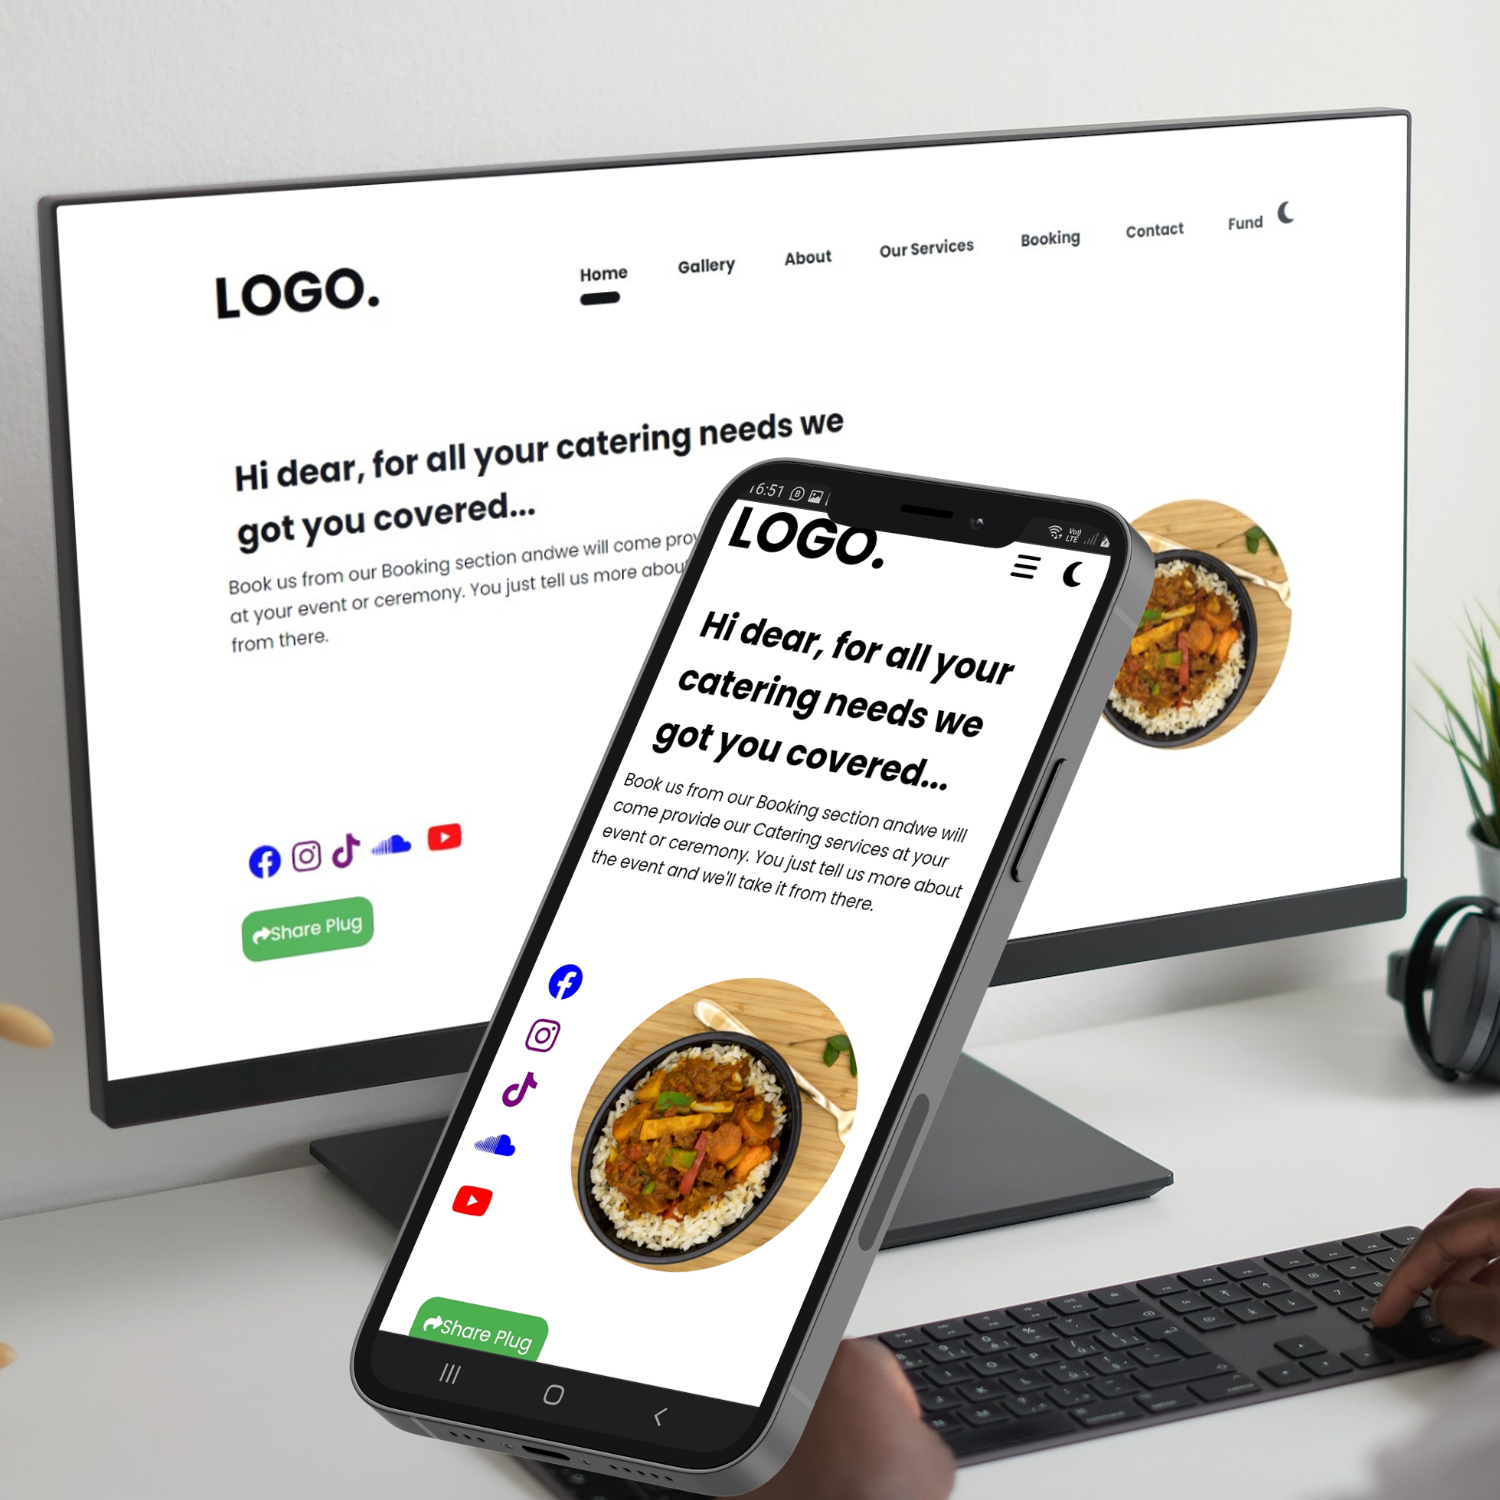 LOGO.
Home Gallery About Our Services Booking Contact Fund
Hi dear, for all your catering needs we
got you covered...
Book us from our Booking section andwe will come prov
at your event or ceremony. You just tell us more abou
from there.
Share Plug
16:51
Vo))
LTE
LOGO.
Hi dear, for all your
catering needs we
got you covered...
Book us from our Booking section andwe will
come provide our Catering services at your
event or ceremony. You just tell us more about
the event and we'll take it from there.
Share Plug